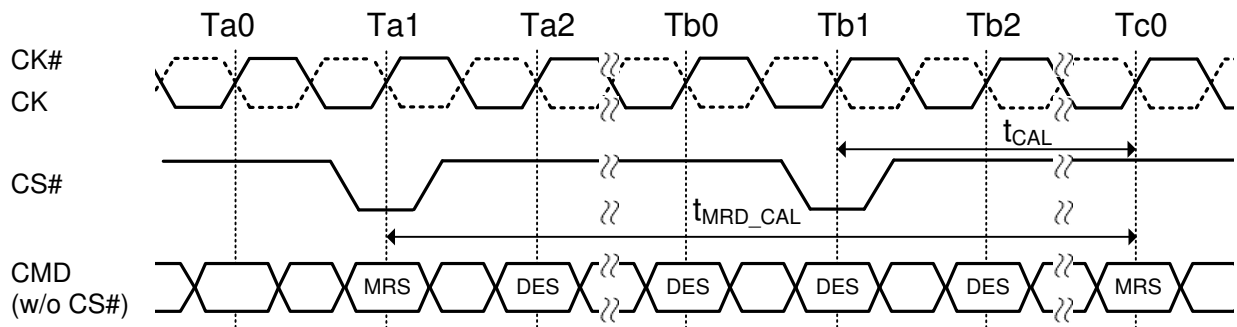 Ta0 Ta1 Ta2 Tb0 Tb1 Tb2 Tc0
CK#
CK
tCAL
CS#
tMRD_CAL
CMD MRS DES DES DES DES MRS
(w/o CS#)